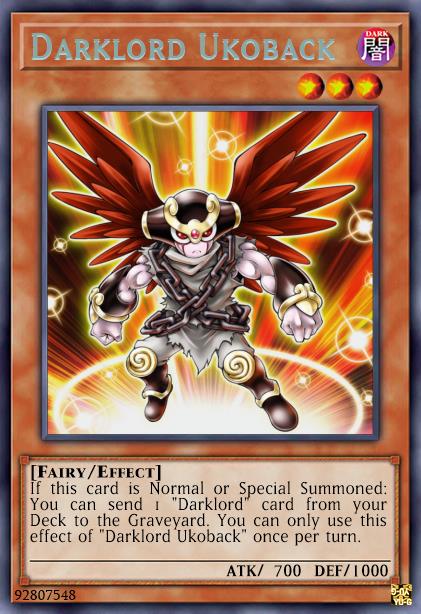 Darklord Ukoback
DARK
闇
[Fairy/Effect]
If this card is Normal or Special Summoned:
You can send 1 "Darklord" card from your
Deck to the Graveyard. You can only use this
effect of "Darklord Ukoback" once per turn.
ATK/ 700 DEF/1000
92807548